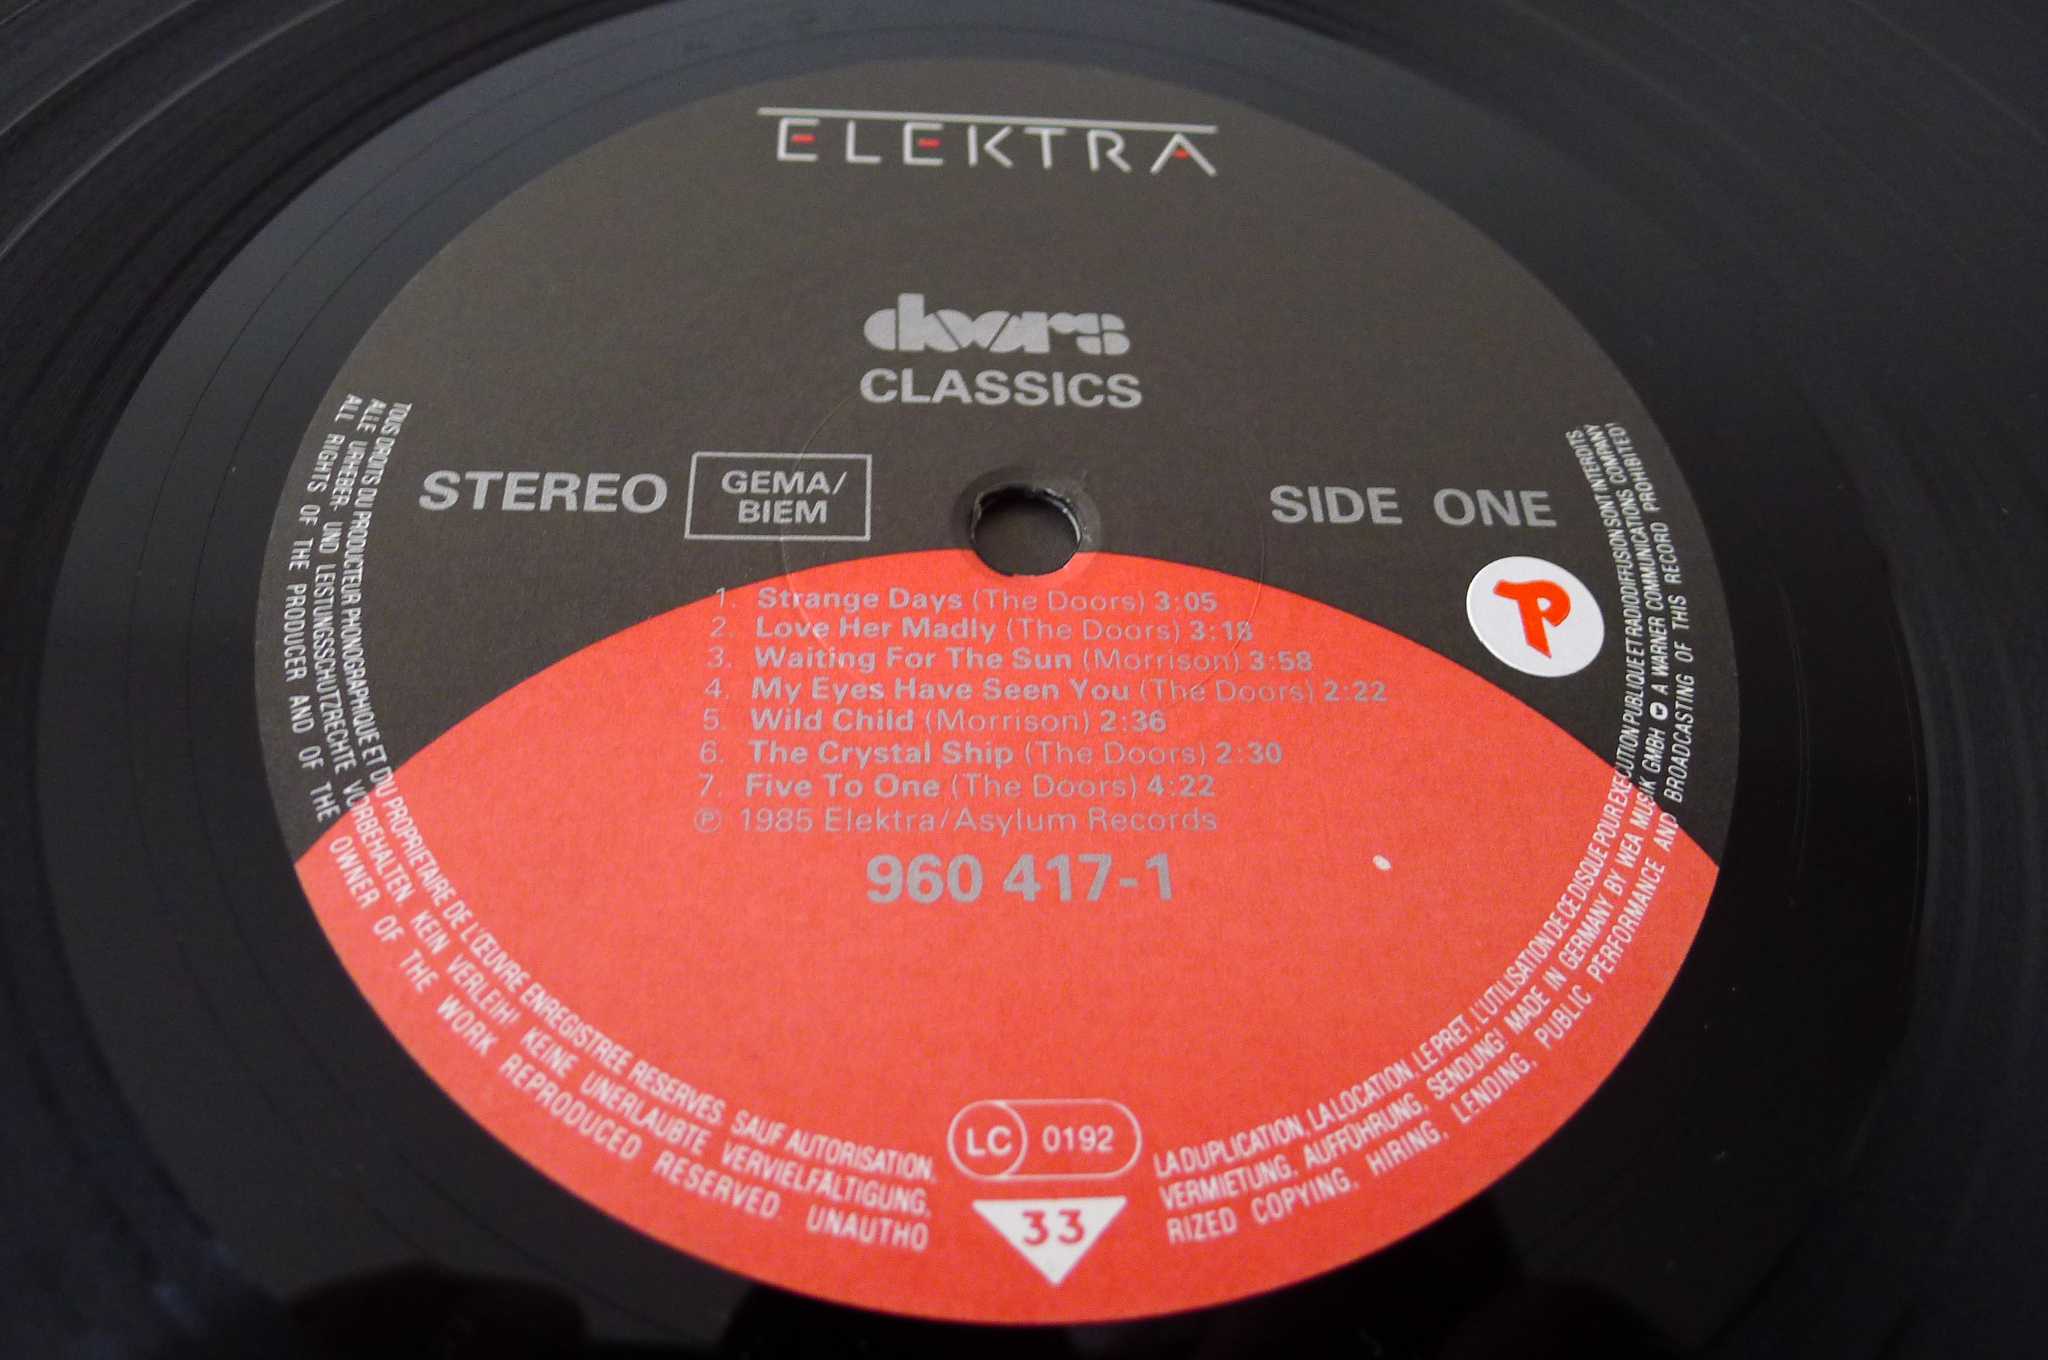 ELEKTRA
doors
CLASSICS
STEREO
GEMA/
BIEM
SIDE ONE
P
1. Strange Days (The Doors) 3:05
2. Love Her Madly (The Doors) 3:18
3. Waiting For The Sun (Morrison) 3:58
4. My Eyes Have Seen You (The Doors) 2:22
5. Wild Child (Morrison) 2:36
6. The Crystal Ship (The Doors) 2:30
7. Five To One (The Doors) 4:22
℗ 1985 Elektra/Asylum Records
960 417-1
TOUS DROITS DU PRODUCTEUR PHONOGRAPHIQUE ET DU PROPRIETAIRE DE L'ŒUVRE ENREGISTREE RESERVES. SAUF AUTORISATION, LA DUPLICATION, LA LOCATION, LE PRET, L'UTILISATION DE CE DISQUE POUR EXECUTION PUBLIQUE ET RADIODIFFUSION SONT INTERDITS.
ALLE URHEBER- UND LEISTUNGSSCHUTZRECHTE VORBEHALTEN. KEIN VERLEIH! KEINE UNERLAUBTE VERVIELFÄLTIGUNG, VERMIETUNG, AUFFÜHRUNG, SENDUNG! MADE IN GERMANY BY WEA MUSIK GMBH A WARNER COMMUNICATIONS COMPANY
ALL RIGHTS OF THE PRODUCER AND OF THE OWNER OF THE WORK REPRODUCED RESERVED. UNAUTHORIZED COPYING, HIRING, LENDING, PUBLIC PERFORMANCE AND BROADCASTING OF THIS RECORD PROHIBITED!
LC 0192
33